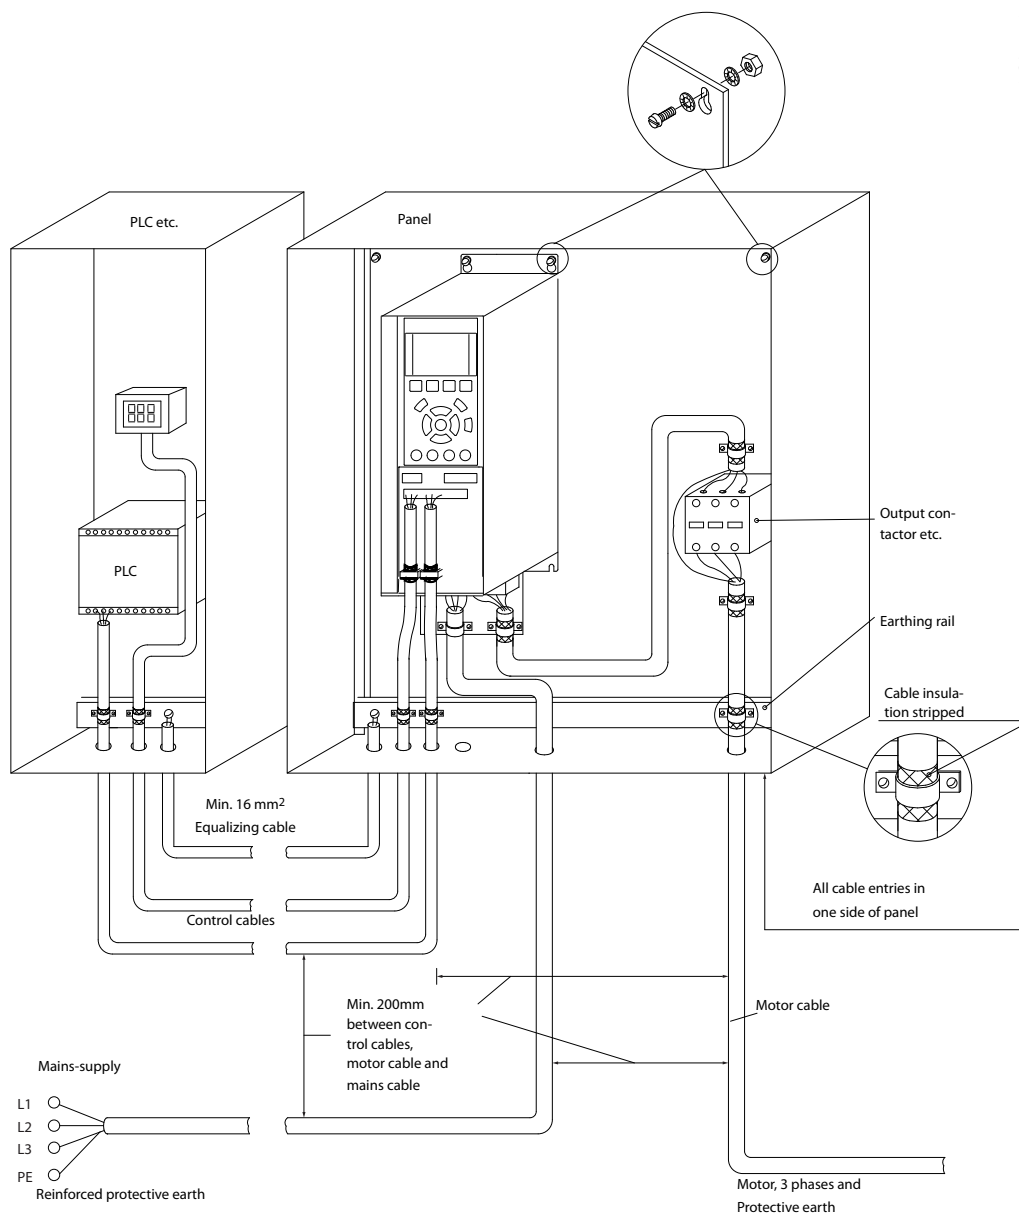 PLC etc.
Panel
PLC
Output con-
tactor etc.
Earthing rail
Cable insula-
tion stripped
Min. 16 mm2
Equalizing cable
Control cables
All cable entries in
one side of panel
Min. 200mm
between con-
trol cables,
motor cable and
mains cable
Motor cable
Mains-supply
L1
L2
L3
PE
Reinforced protective earth
Motor, 3 phases and
Protective earth